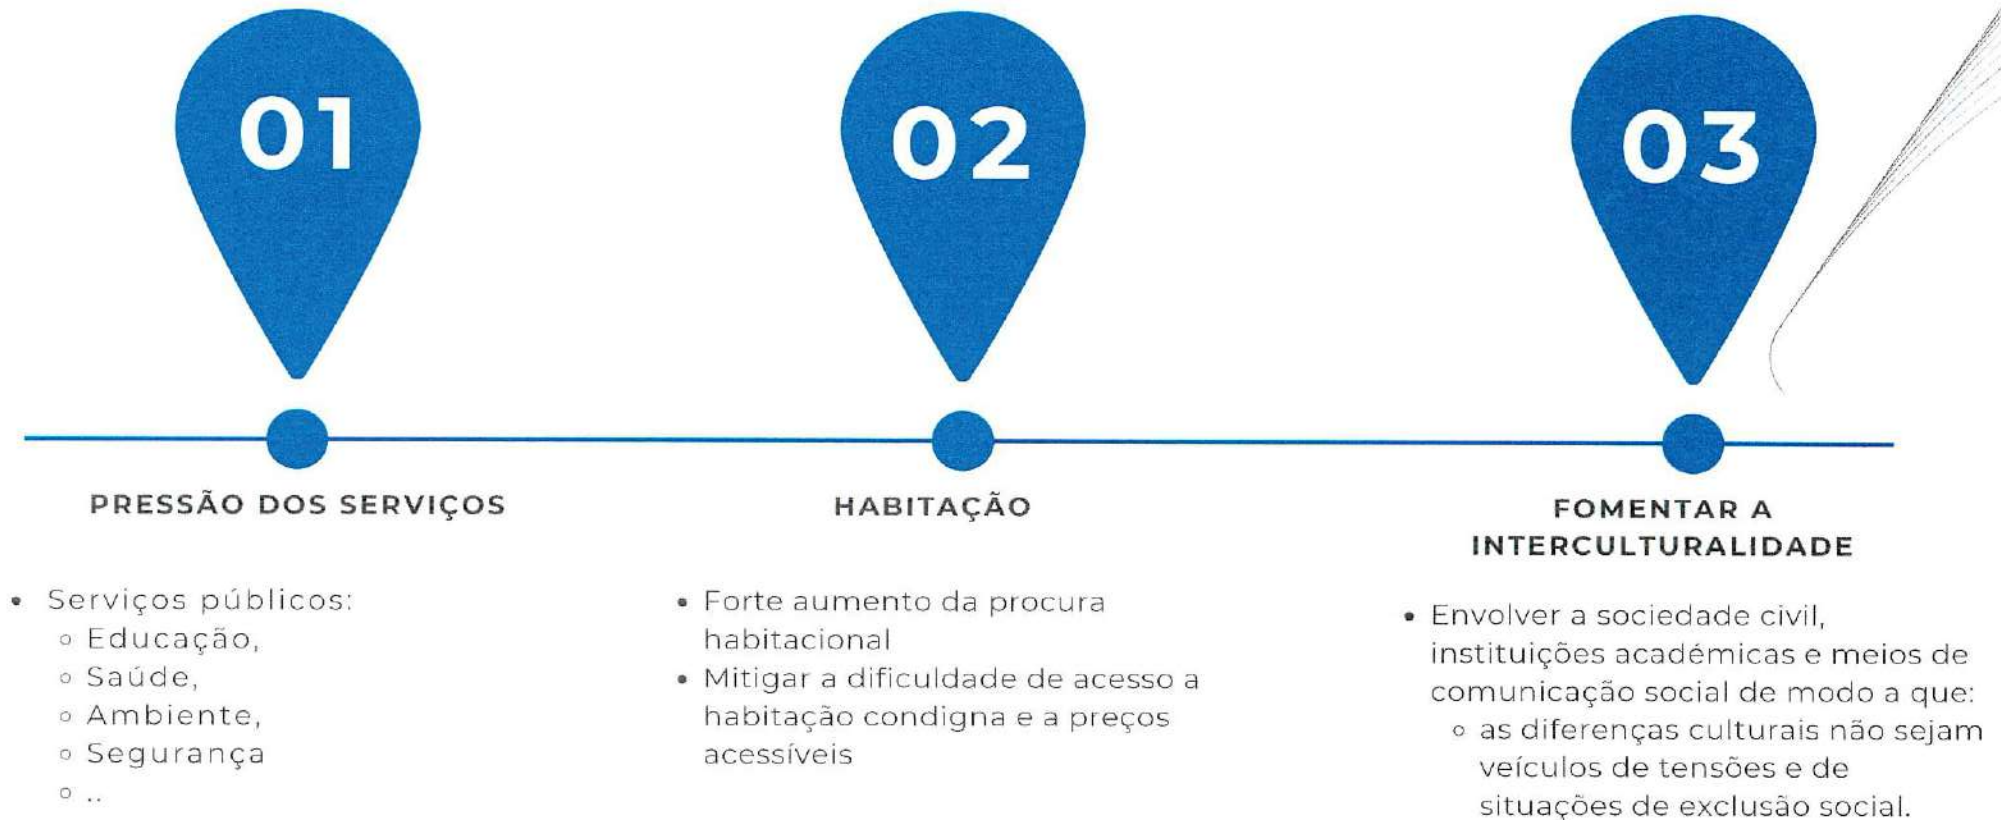 01
PRESSÃO DOS SERVIÇOS
• Serviços públicos:
◦ Educação,
◦ Saúde,
◦ Ambiente,
◦ Segurança
◦ ..
02
HABITAÇÃO
• Forte aumento da procura
habitacional
• Mitigar a dificuldade de acesso a
habitação condigna e a preços
acessíveis
03
FOMENTAR A
INTERCULTURALIDADE
• Envolver a sociedade civil,
instituições académicas e meios de
comunicação social de modo a que:
◦ as diferenças culturais não sejam
veículos de tensões e de
situações de exclusão social.